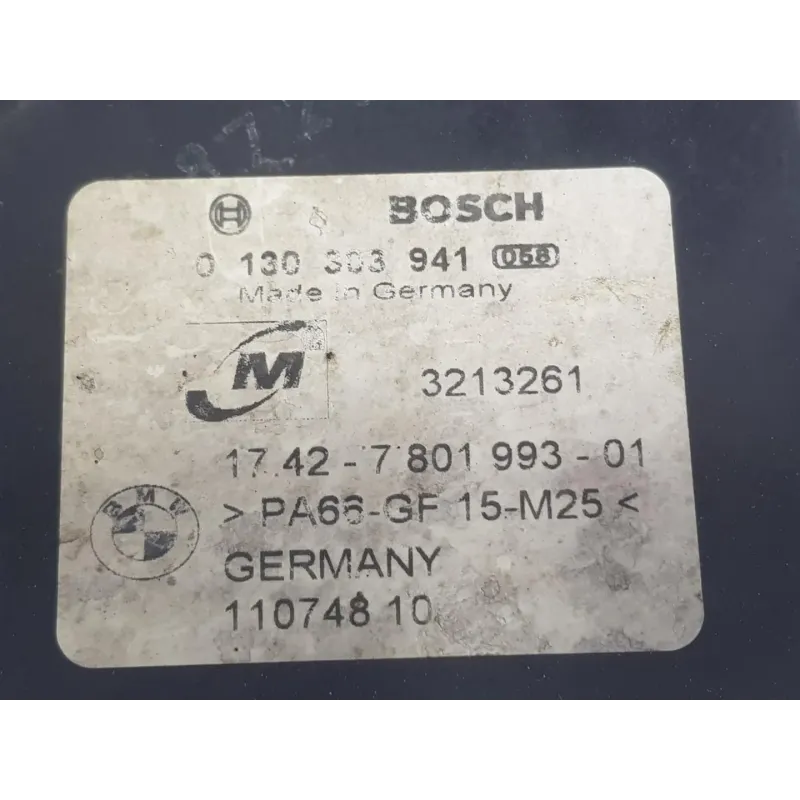 BOSCH
0 130 303 941 058
Made in Germany
M
3213261
17.42-7 801 993-01
BMW
>PA66-GF 15-M25<
GERMANY
110748 10